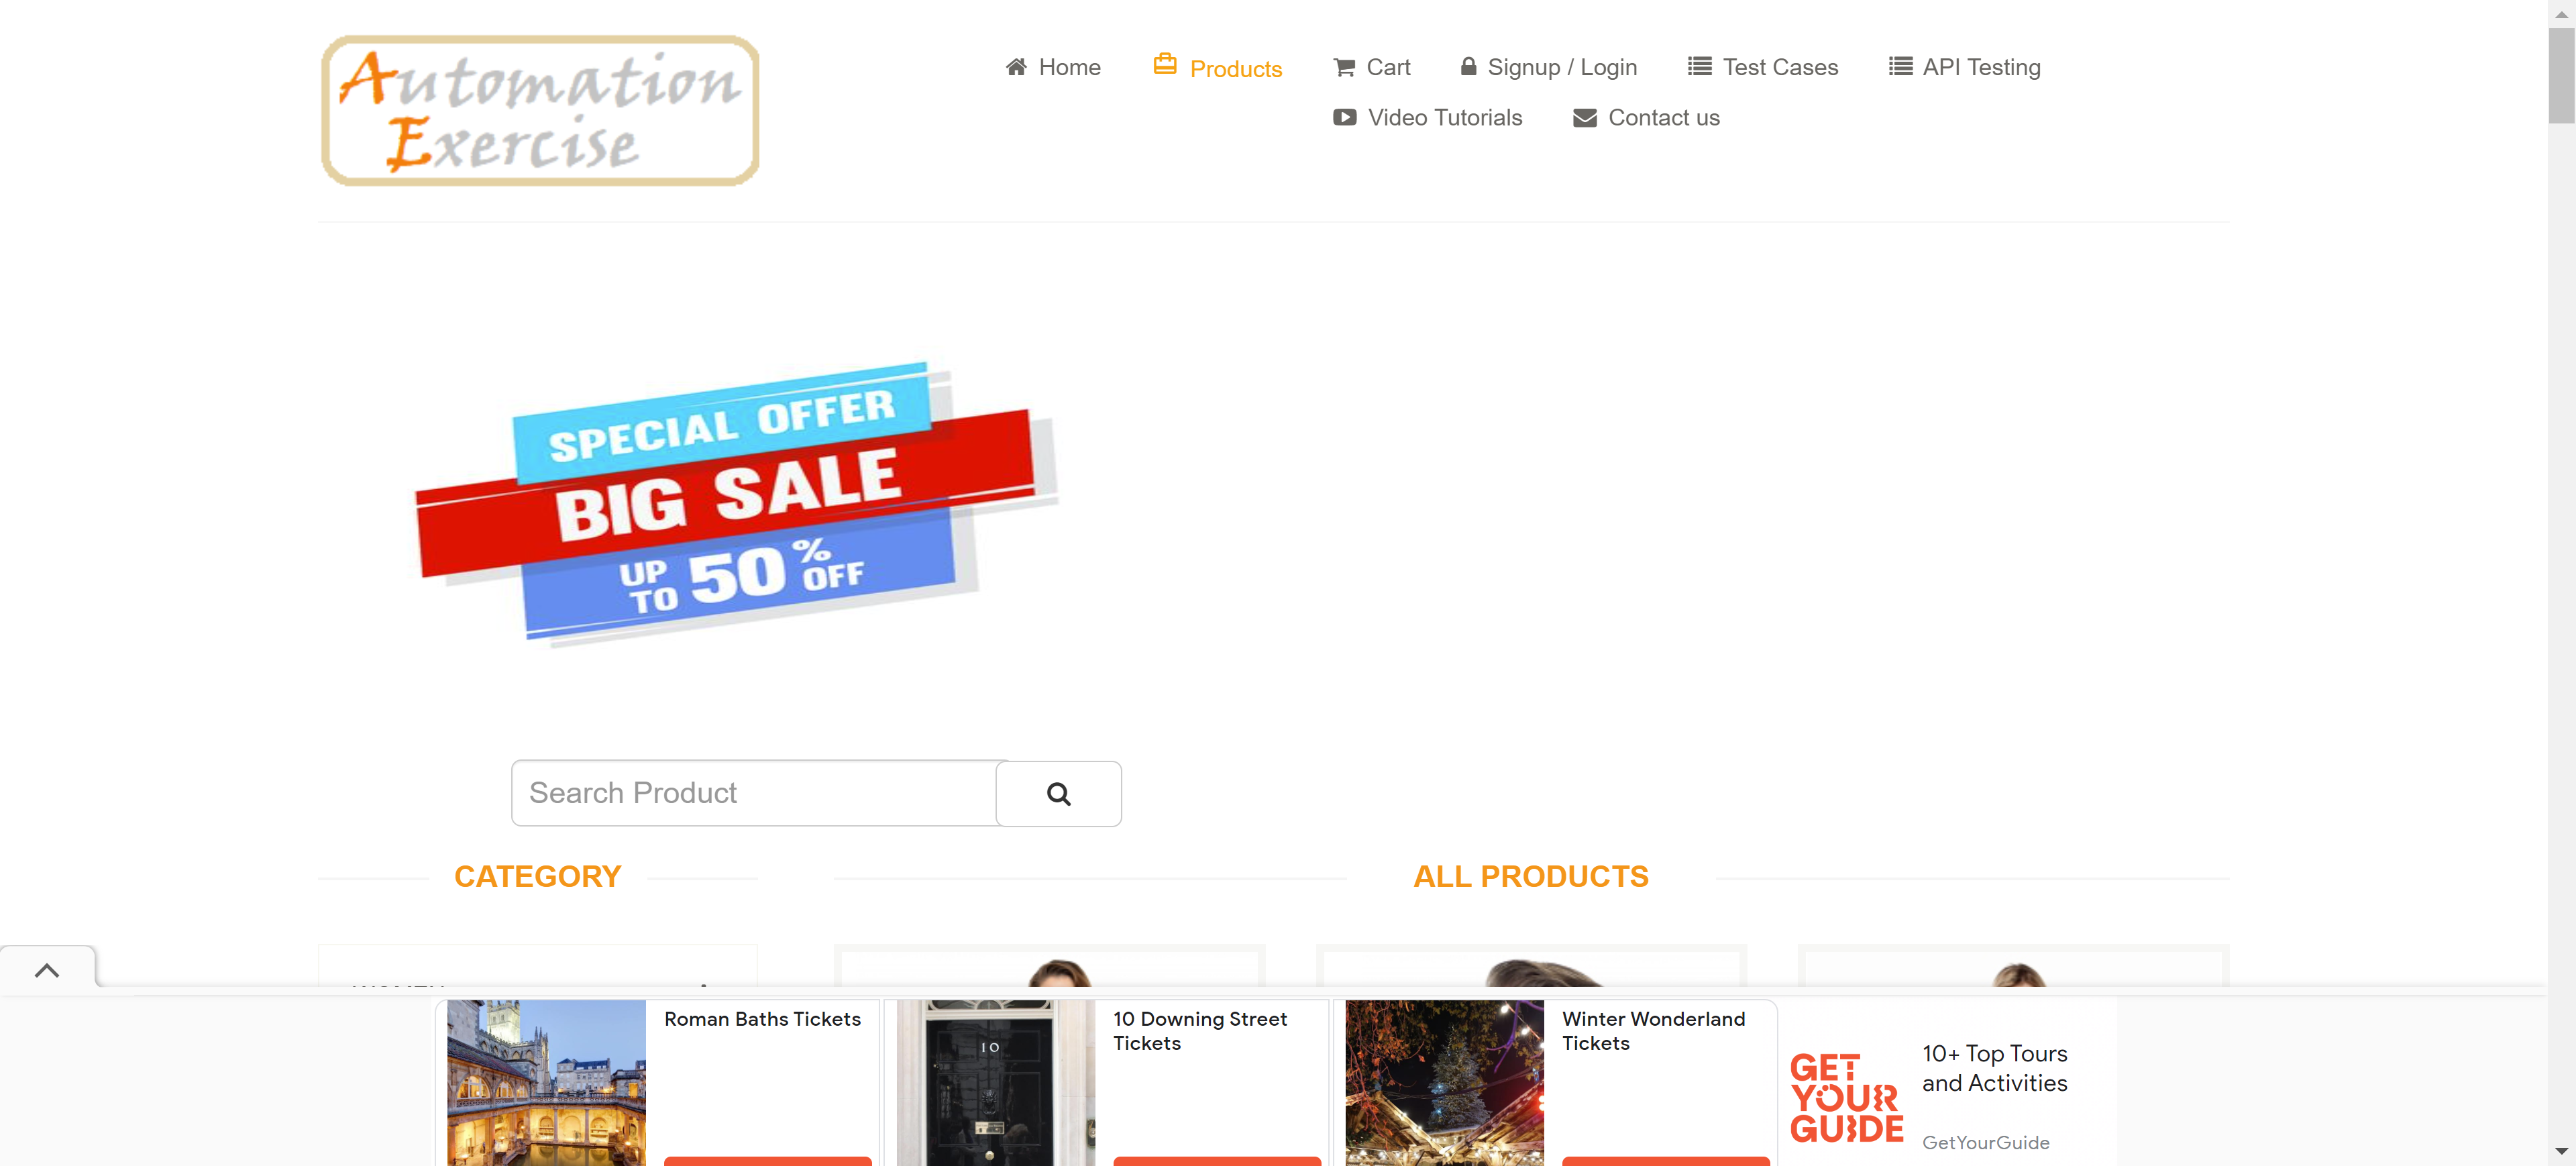 Automation
Exercise
Home
Products
Cart
Signup / Login
Test Cases
API Testing
Video Tutorials
Contact us
SPECIAL OFFER
BIG SALE
UP TO 50% OFF
Search Product
CATEGORY
ALL PRODUCTS
Roman Baths Tickets
10
10 Downing Street
Tickets
Winter Wonderland
Tickets
GET
YOUR
GUIDE
10+ Top Tours
and Activities
GetYourGuide